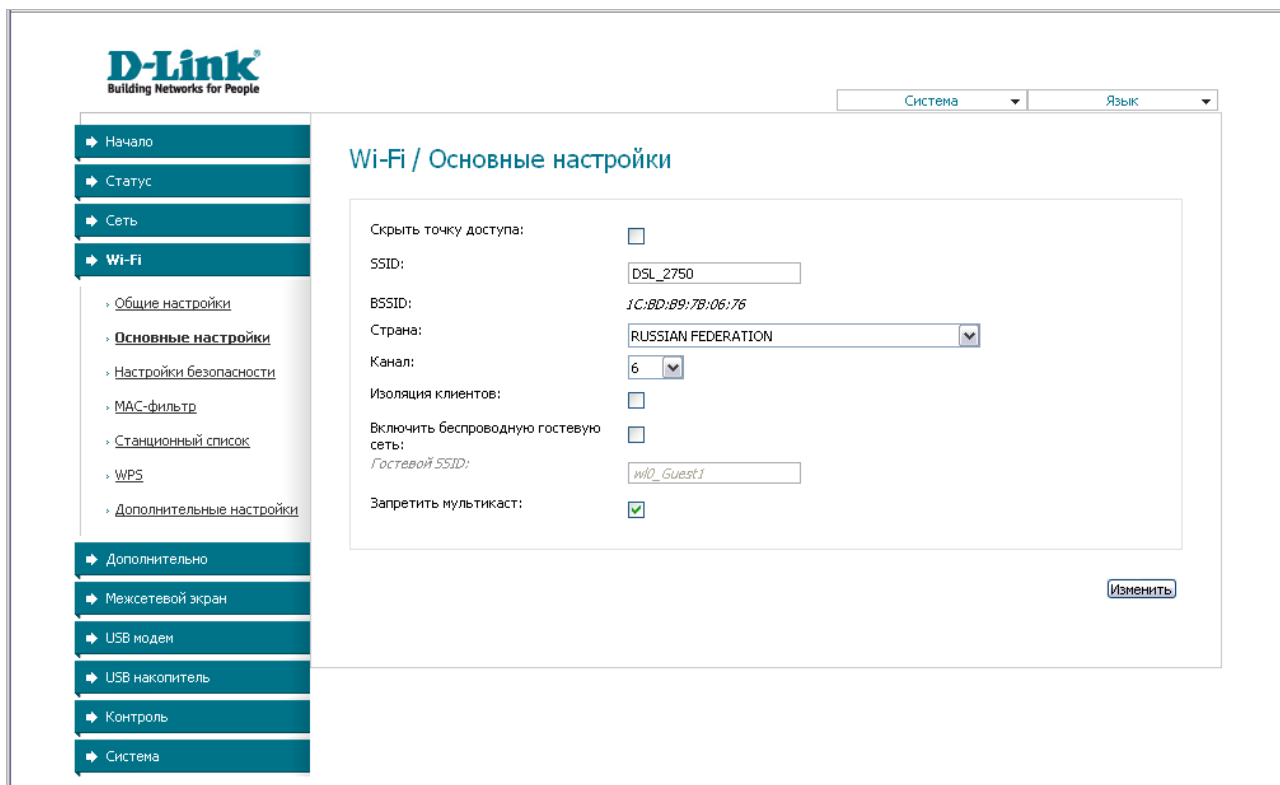 D-Link
Building Networks for People
Система
Язык
Начало
Статус
Сеть
Wi-Fi
Общие настройки
Основные настройки
Настройки безопасности
MAC-фильтр
Станционный список
WPS
Дополнительные настройки
Дополнительно
Межсетевой экран
USB модем
USB накопитель
Контроль
Система
Wi-Fi / Основные настройки
Скрыть точку доступа:
SSID: DSL_2750
BSSID: 1C:BD:B9:7B:06:76
Страна: RUSSIAN FEDERATION
Канал: 6
Изоляция клиентов:
Включить беспроводную гостевую
сеть:
Гостевой SSID: wl0_Guest1
Запретить мультикаст:
Изменить